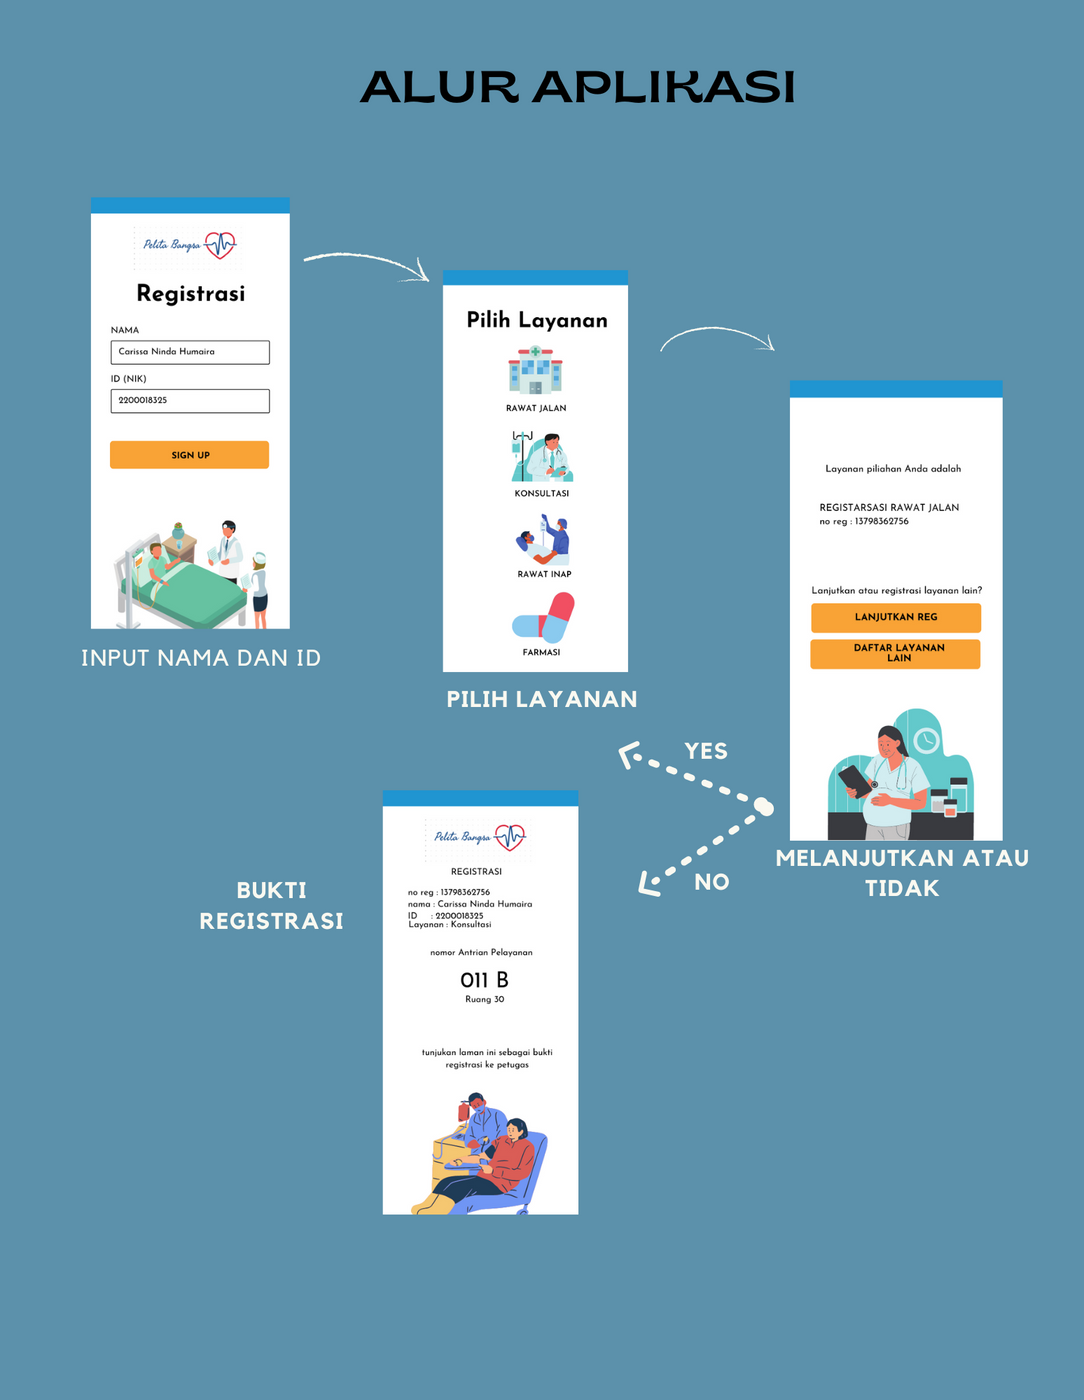 ALUR APLIKASI
Pelita Bangsa
Registrasi
NAMA
Carissa Ninda Humaira
ID (NIK)
2200018325
SIGN UP
INPUT NAMA DAN ID
Pilih Layanan
RAWAT JALAN
KONSULTASI
RAWAT INAP
FARMASI
PILIH LAYANAN
Layanan piliahan Anda adalah
REGISTARSASI RAWAT JALAN
no reg : 13798362756
Lanjutkan atau registrasi layanan lain?
LANJUTKAN REG
DAFTAR LAYANAN
LAIN
MELANJUTKAN ATAU
TIDAK
YES
NO
BUKTI
REGISTRASI
Pelita Bangsa
REGISTRASI
no reg : 13798362756
nama : Carissa Ninda Humaira
ID : 2200018325
Layanan : Konsultasi
nomor Antrian Pelayanan
011 B
Ruang 30
tunjukan laman ini sebagai bukti
registrasi ke petugas